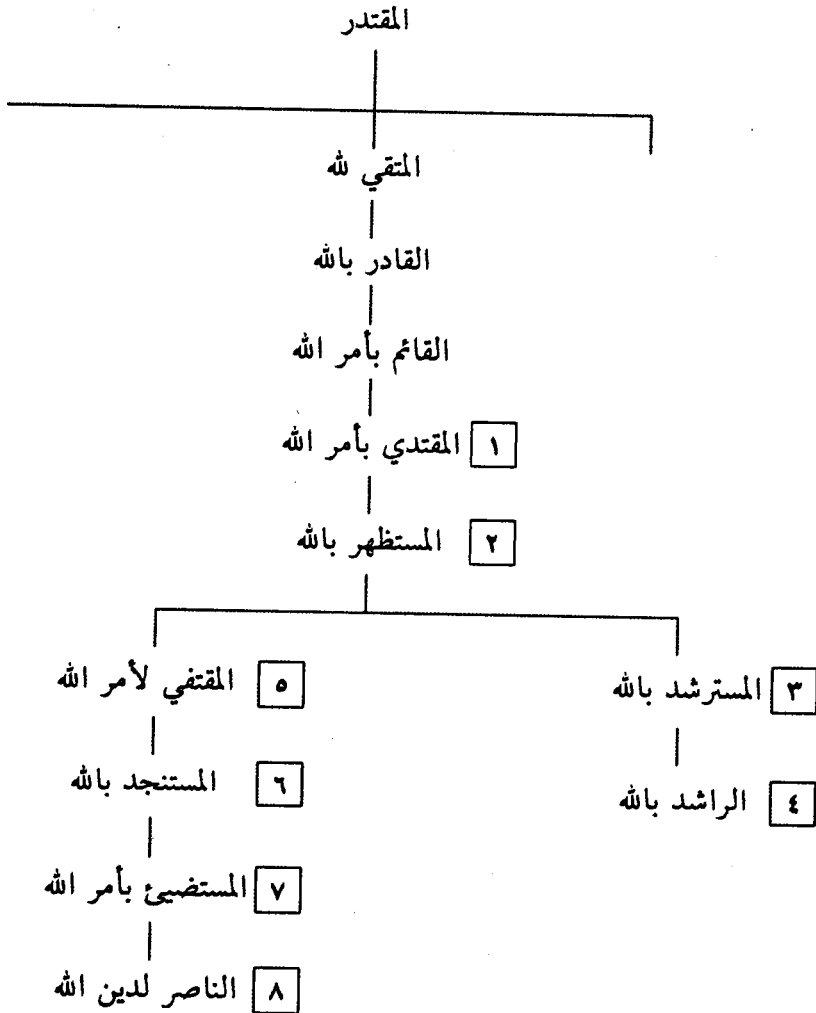 المقتدر
المتقي لله
القادر بالله
القائم بأمر الله
١ المقتدي بأمر الله
٢ المستظهر بالله
٣ المسترشد بالله
٥ المقتفي لأمر الله
٤ الراشد بالله
٦ المستنجد بالله
٧ المستضيئ بأمر الله
٨ الناصر لدين الله